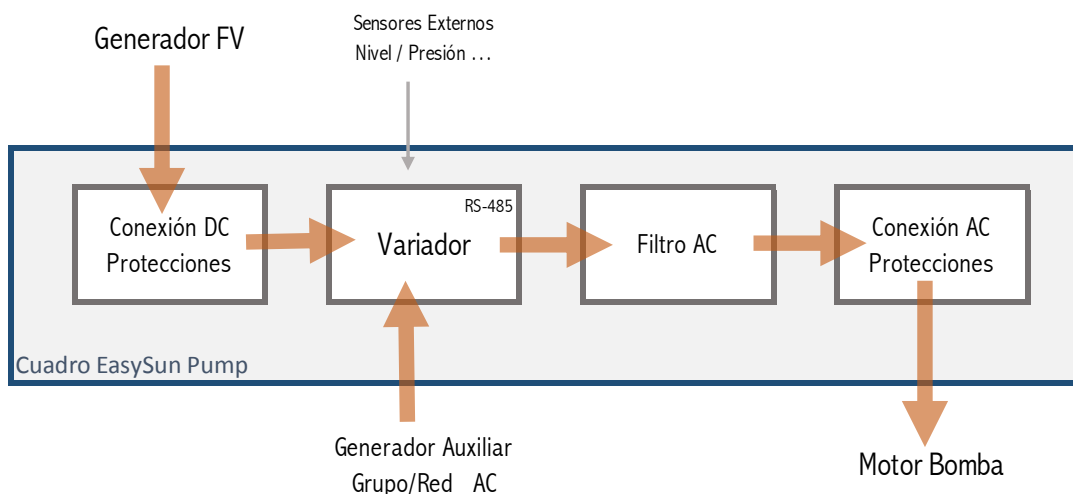 Generador FV
Sensores Externos
Nivel / Presión ...
Conexión DC
Protecciones
RS-485
Variador
Filtro AC
Conexión AC
Protecciones
Cuadro EasySun Pump
Generador Auxiliar
Grupo/Red AC
Motor Bomba